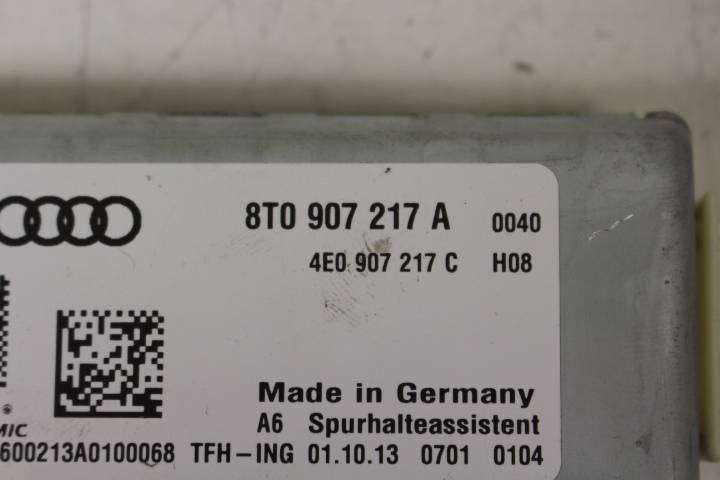 8T0 907 217 A 0040
4E0 907 217 C H08
Made in Germany
A6 Spurhalteassistent
600213A0100068 TFH-ING 01.10.13 0701 0104